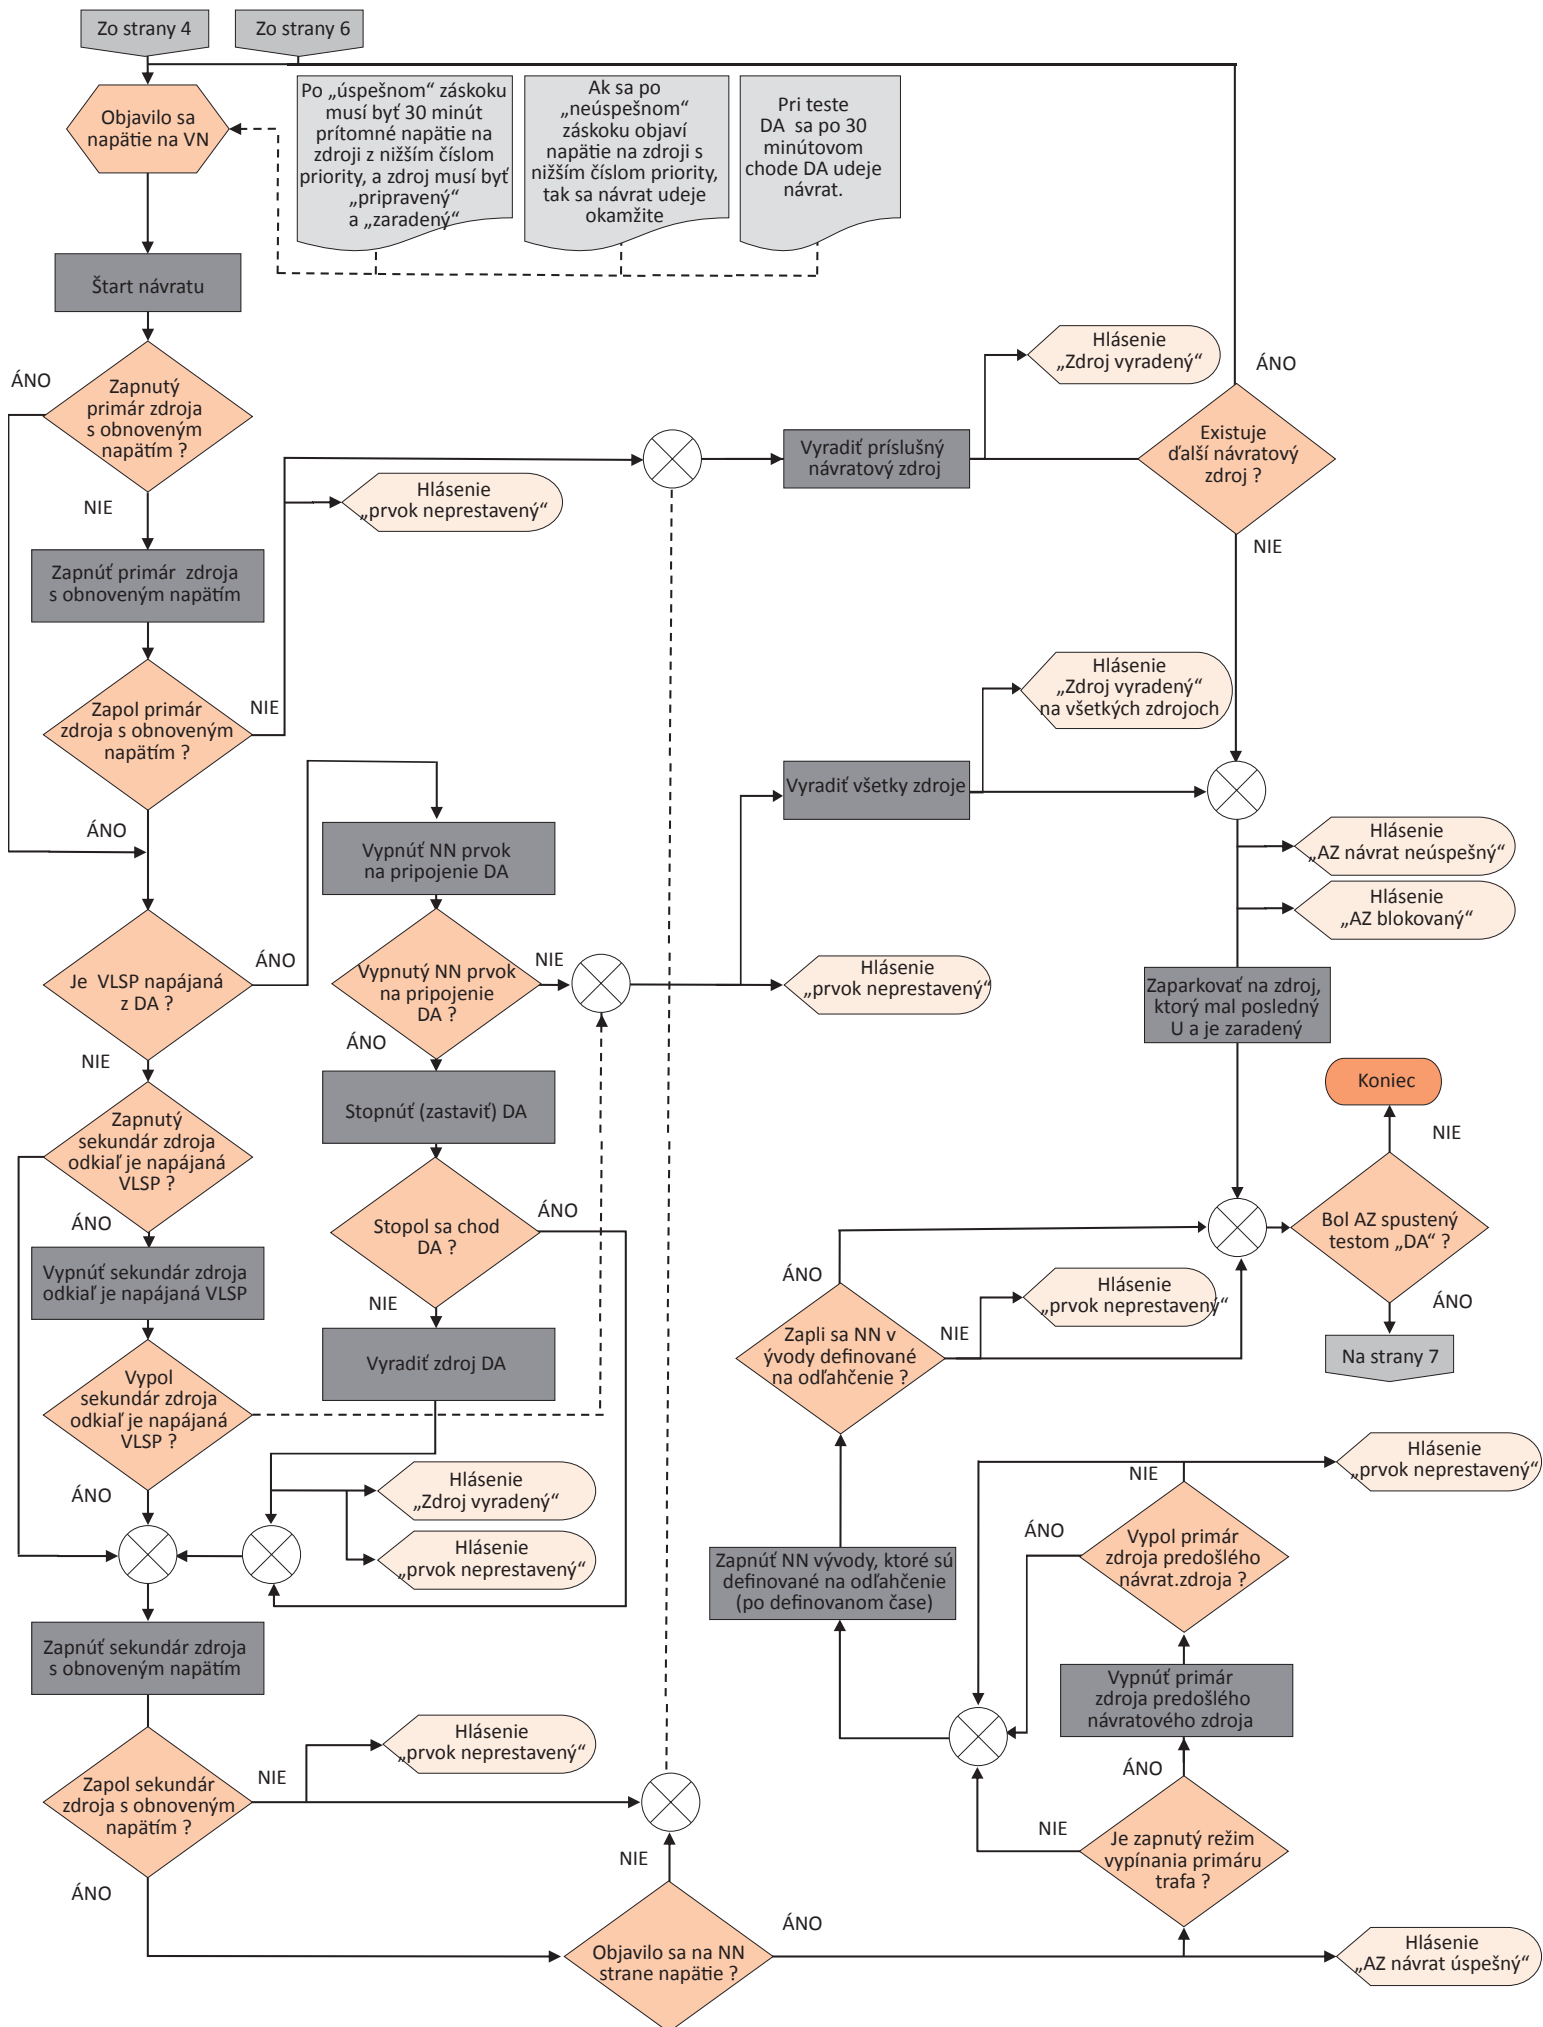 Zo strany 4
Zo strany 6
Objavilo sa
napätie na VN
Po „úspešnom“ záskoku
musí byť 30 minút
prítomné napätie na
zdroji z nižším číslom
priority, a zdroj musí byť
„pripravený“
a „zaradený“
Ak sa po
„neúspešnom“
záskoku objaví
napätie na zdroji s
nižším číslom priority,
tak sa návrat udeje
okamžite
Pri teste
DA sa po 30
minútovom
chode DA udeje
návrat.
Štart návratu
ÁNO
Zapnutý
primár zdroja
s obnoveným
napätím ?
NIE
Hlásenie
„Zdroj vyradený“
ÁNO
Vyradiť príslušný
návratový zdroj
Existuje
ďalší návratový
zdroj ?
NIE
Hlásenie
„prvok neprestavený“
Zapnúť primár zdroja
s obnoveným napätím
Zapol primár
zdroja s obnoveným
napätím ?
NIE
ÁNO
Hlásenie
„Zdroj vyradený“
na všetkých zdrojoch
Vyradiť všetky zdroje
Vypnúť NN prvok
na pripojenie DA
Hlásenie
„AZ návrat neúspešný“
Hlásenie
„AZ blokovaný“
Je VLSP napájaná
z DA ?
ÁNO
NIE
Vypnutý NN prvok
na pripojenie
DA ?
NIE
ÁNO
Hlásenie
„prvok neprestavený“
Zaparkovať na zdroj,
ktorý mal posledný
U a je zaradený
Koniec
NIE
Zapnutý
sekundár zdroja
odkiaľ je napájaná
VLSP ?
ÁNO
Stopnúť (zastaviť) DA
Stopol sa chod
DA ?
ÁNO
NIE
Bol AZ spustený
testom „DA“ ?
ÁNO
Na strany 7
Vypnúť sekundár zdroja
odkiaľ je napájaná VLSP
Vyradiť zdroj DA
ÁNO
Hlásenie
„prvok neprestavený“
Zapli sa NN v
ývody definované
na odľahčenie ?
NIE
Vypol
sekundár zdroja
odkiaľ je napájaná
VLSP ?
ÁNO
Hlásenie
„Zdroj vyradený“
Hlásenie
„prvok neprestavený“
Hlásenie
„prvok neprestavený“
NIE
ÁNO
Vypol primár
zdroja predošlého
návrat.zdroja ?
Zapnúť NN vývody, ktoré sú
definované na odľahčenie
(po definovanom čase)
Zapnúť sekundár zdroja
s obnoveným napätím
Vypnúť primár
zdroja predošlého
návratového zdroja
Hlásenie
„prvok neprestavený“
Zapol sekundár
zdroja s obnoveným
napätím ?
NIE
ÁNO
ÁNO
NIE
Je zapnutý režim
vypínania primáru
trafa ?
NIE
Objavilo sa na NN
strane napätie ?
ÁNO
Hlásenie
„AZ návrat úspešný“